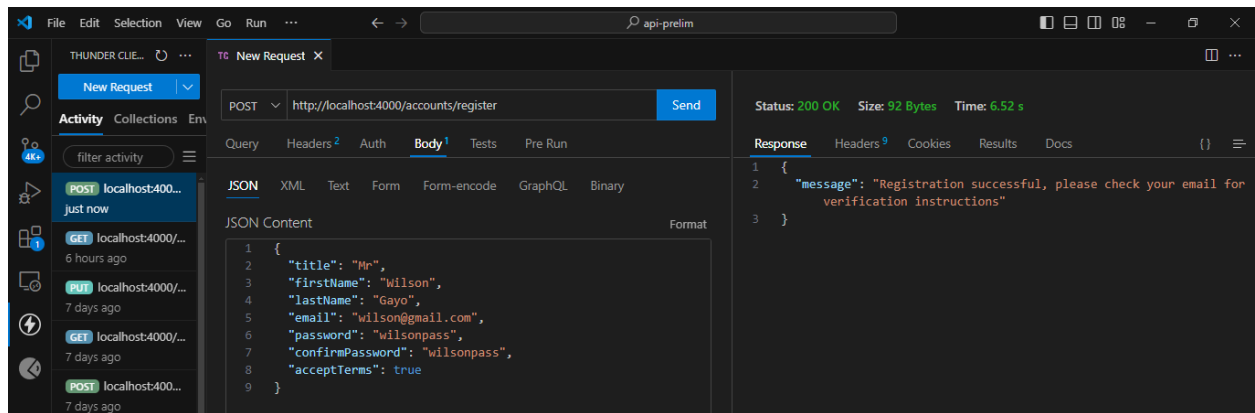 File Edit Selection View Go Run ··· ← → api-prelim
THUNDER CLIE... ···
New Request
Activity Collections Env
filter activity
POST localhost:400...
just now
GET localhost:4000/...
6 hours ago
PUT localhost:4000/...
7 days ago
GET localhost:4000/...
7 days ago
POST localhost:400...
7 days ago
4K+
1
TC New Request ×
POST http://localhost:4000/accounts/register Send
Query Headers 2 Auth Body 1 Tests Pre Run
JSON XML Text Form Form-encode GraphQL Binary
JSON Content Format
1 {
2 "title": "Mr",
3 "firstName": "Wilson",
4 "lastName": "Gayo",
5 "email": "wilson@gmail.com",
6 "password": "wilsonpass",
7 "confirmPassword": "wilsonpass",
8 "acceptTerms": true
9 }
Status: 200 OK Size: 92 Bytes Time: 6.52 s
Response Headers 9 Cookies Results Docs { }
1 {
2 "message": "Registration successful, please check your email for
verification instructions"
3 }